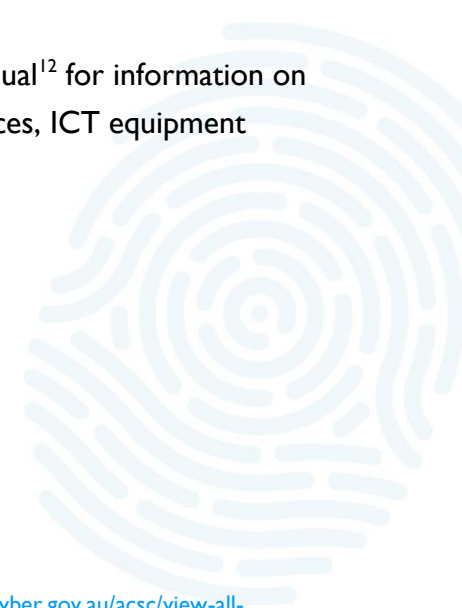 ual¹² for information on
ces, ICT equipment
yber.gov.au/acsc/view-all-